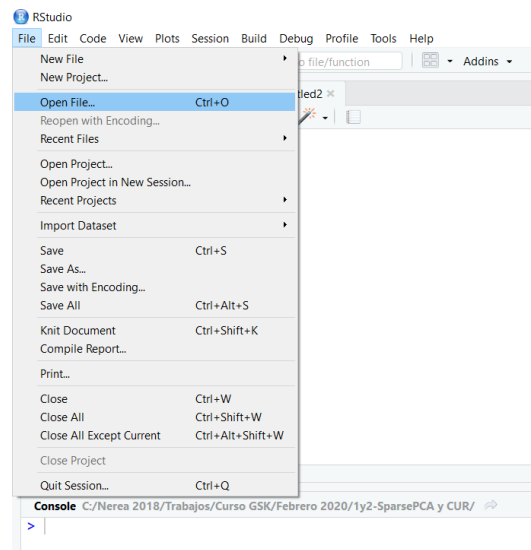 RStudio
File Edit Code View Plots Session Build Debug Profile Tools Help
New File
New Project...
file/function
Addins
Open File... Ctrl+O
Reopen with Encoding...
Recent Files
Open Project...
Open Project in New Session...
Recent Projects
Import Dataset
Save Ctrl+S
Save As...
Save with Encoding...
Save All Ctrl+Alt+S
Knit Document Ctrl+Shift+K
Compile Report...
Print...
Close Ctrl+W
Close All Ctrl+Shift+W
Close All Except Current Ctrl+Alt+Shift+W
Close Project
Quit Session... Ctrl+Q
Console C:/Nerea 2018/Trabajos/Curso GSK/Febrero 2020/1y2-SparsePCA y CUR/
>